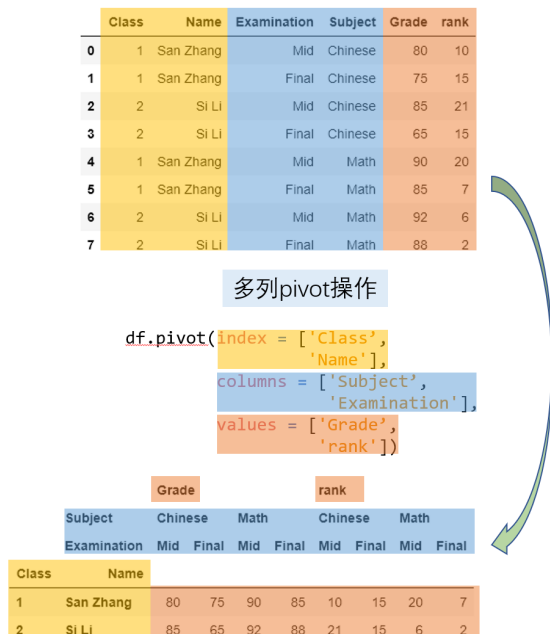 Class Name Examination Subject Grade rank
0 1 San Zhang Mid Chinese 80 10
1 1 San Zhang Final Chinese 75 15
2 2 Si Li Mid Chinese 85 21
3 2 Si Li Final Chinese 65 15
4 1 San Zhang Mid Math 90 20
5 1 San Zhang Final Math 85 7
6 2 Si Li Mid Math 92 6
7 2 Si Li Final Math 88 2
多列pivot操作
df.pivot(index = ['Class’,
'Name'],
columns = ['Subject’,
'Examination'],
values = ['Grade’,
'rank'])
Grade rank
Subject Chinese Math Chinese Math
Examination Mid Final Mid Final Mid Final Mid Final
Class Name
1 San Zhang 80 75 90 85 10 15 20 7
2 Si Li 85 65 92 88 21 15 6 2